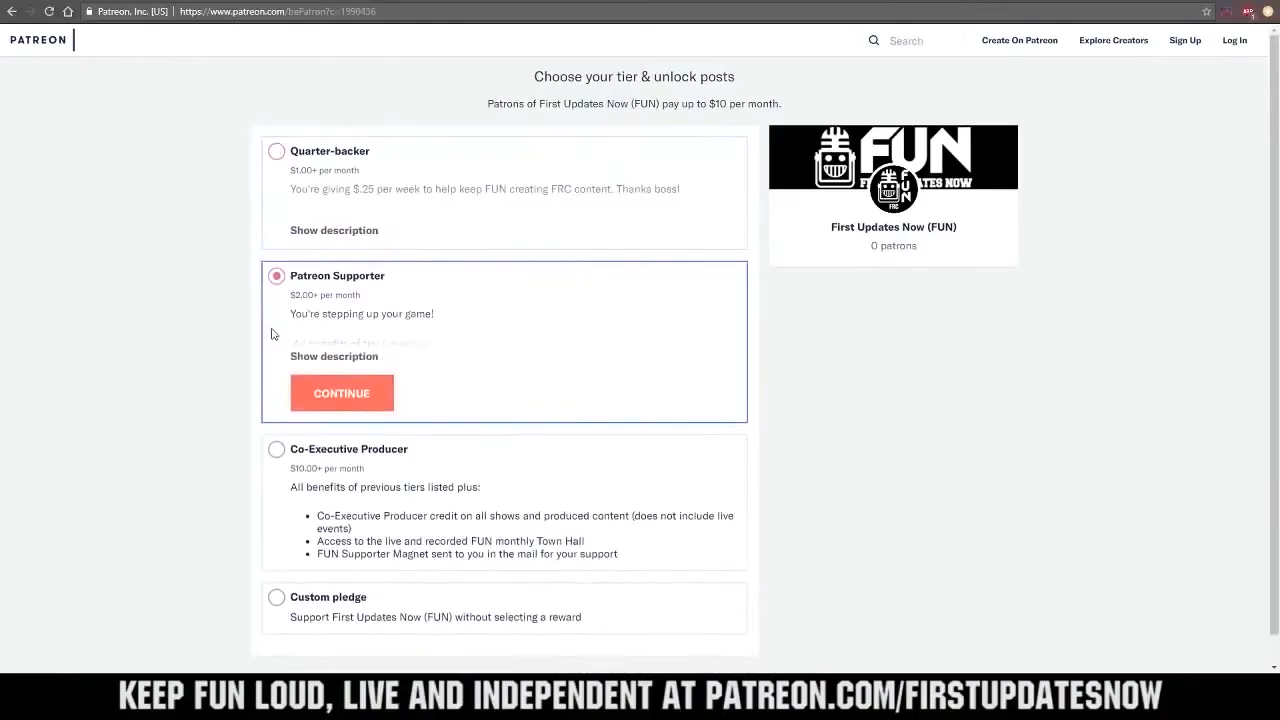 Patreon, Inc. [US]
https://www.patreon.com/bePatron?c=1990436
PATREON
Search
Create On Patreon
Explore Creators
Sign Up
Log In
Choose your tier & unlock posts
Patrons of First Updates Now (FUN) pay up to $10 per month.
Quarter-backer
$1.00+ per month
You're giving $.25 per week to help keep FUN creating FRC content. Thanks boss!
Show description
Patreon Supporter
$2.00+ per month
You're stepping up your game!
Show description
CONTINUE
Co-Executive Producer
$10.00+ per month
All benefits of previous tiers listed plus:
• Co-Executive Producer credit on all shows and produced content (does not include live
events)
• Access to the live and recorded FUN monthly Town Hall
• FUN Supporter Magnet sent to you in the mail for your support
Custom pledge
Support First Updates Now (FUN) without selecting a reward
FUN
FUN
FRC
First Updates Now (FUN)
0 patrons
KEEP FUN LOUD, LIVE AND INDEPENDENT AT PATREON.COM/FIRSTUPDATESNOW